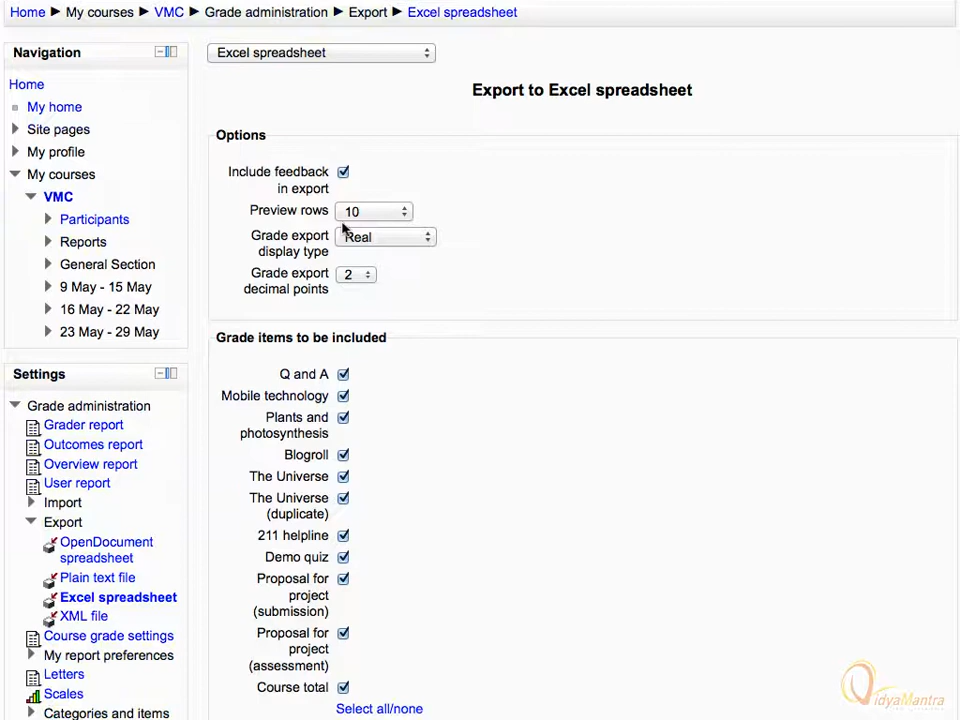 Home ▶ My courses ▶ VMC ▶ Grade administration ▶ Export ▶ Excel spreadsheet
Navigation
Home
My home
Site pages
My profile
My courses
VMC
Participants
Reports
General Section
9 May - 15 May
16 May - 22 May
23 May - 29 May
Settings
Grade administration
Grader report
Outcomes report
Overview report
User report
Import
Export
OpenDocument
spreadsheet
Plain text file
Excel spreadsheet
XML file
Course grade settings
My report preferences
Letters
Scales
Categories and items
Excel spreadsheet
Export to Excel spreadsheet
Options
Include feedback
in export
Preview rows 10
Grade export
display type
Real
Grade export
decimal points
2
Grade items to be included
Q and A
Mobile technology
Plants and
photosynthesis
Blogroll
The Universe
The Universe
(duplicate)
211 helpline
Demo quiz
Proposal for
project
(submission)
Proposal for
project
(assessment)
Course total
Select all/none
VidyaMantra